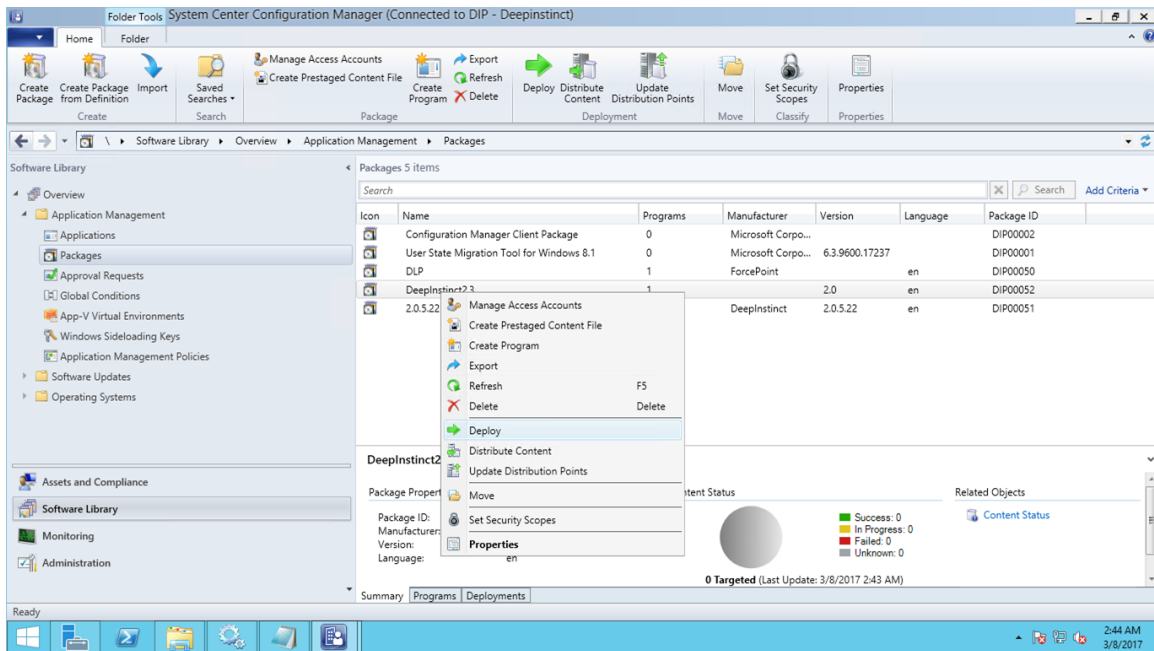 Folder Tools System Center Configuration Manager (Connected to DIP - Deepinstinct)
Home Folder
Manage Access Accounts Export
Create Prestaged Content File Refresh
Create Package Create Package from Definition Import Saved Searches Create Program Delete Deploy Distribute Content Update Distribution Points Move Set Security Scopes Properties
Create Search Package Deployment Move Classify Properties
\ Software Library Overview Application Management Packages
Software Library
Overview
Application Management
Applications
Packages
Approval Requests
Global Conditions
App-V Virtual Environments
Windows Sideloading Keys
Application Management Policies
Software Updates
Operating Systems
Assets and Compliance
Software Library
Monitoring
Administration
Packages 5 items
Search Search Add Criteria
Icon Name Programs Manufacturer Version Language Package ID
Configuration Manager Client Package 0 Microsoft Corpo... DIP00002
User State Migration Tool for Windows 8.1 0 Microsoft Corpo... 6.3.9600.17237 DIP00001
DLP 1 ForcePoint en DIP00050
DeepInstinct2.3 1 2.0 en DIP00052
2.0.5.22 DeepInstinct 2.0.5.22 en DIP00051
Manage Access Accounts
Create Prestaged Content File
Create Program
Export
Refresh F5
Delete Delete
Deploy
Distribute Content
Update Distribution Points
Move
Set Security Scopes
Properties
DeepInstinct2
Package Propert
Package ID:
Manufacturer:
Version:
Language: en
ntent Status
Success: 0
In Progress: 0
Failed: 0
Unknown: 0
0 Targeted (Last Update: 3/8/2017 2:43 AM)
Related Objects
Content Status
Summary Programs Deployments
Ready
2:44 AM
3/8/2017